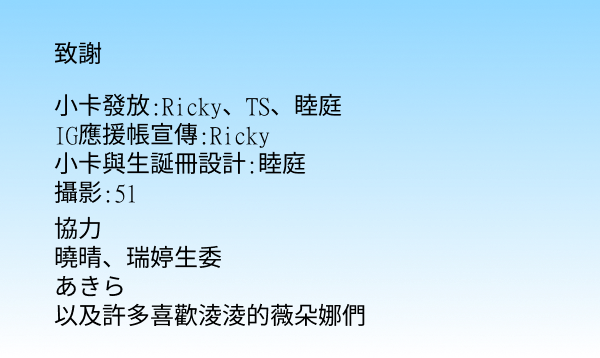 致謝
小卡發放:Ricky、TS、睦庭
IG應援帳宣傳:Ricky
小卡與生誕冊設計:睦庭
攝影:51
協力
曉晴、瑞婷生委
あきら
以及許多喜歡淩淩的薇朵娜們